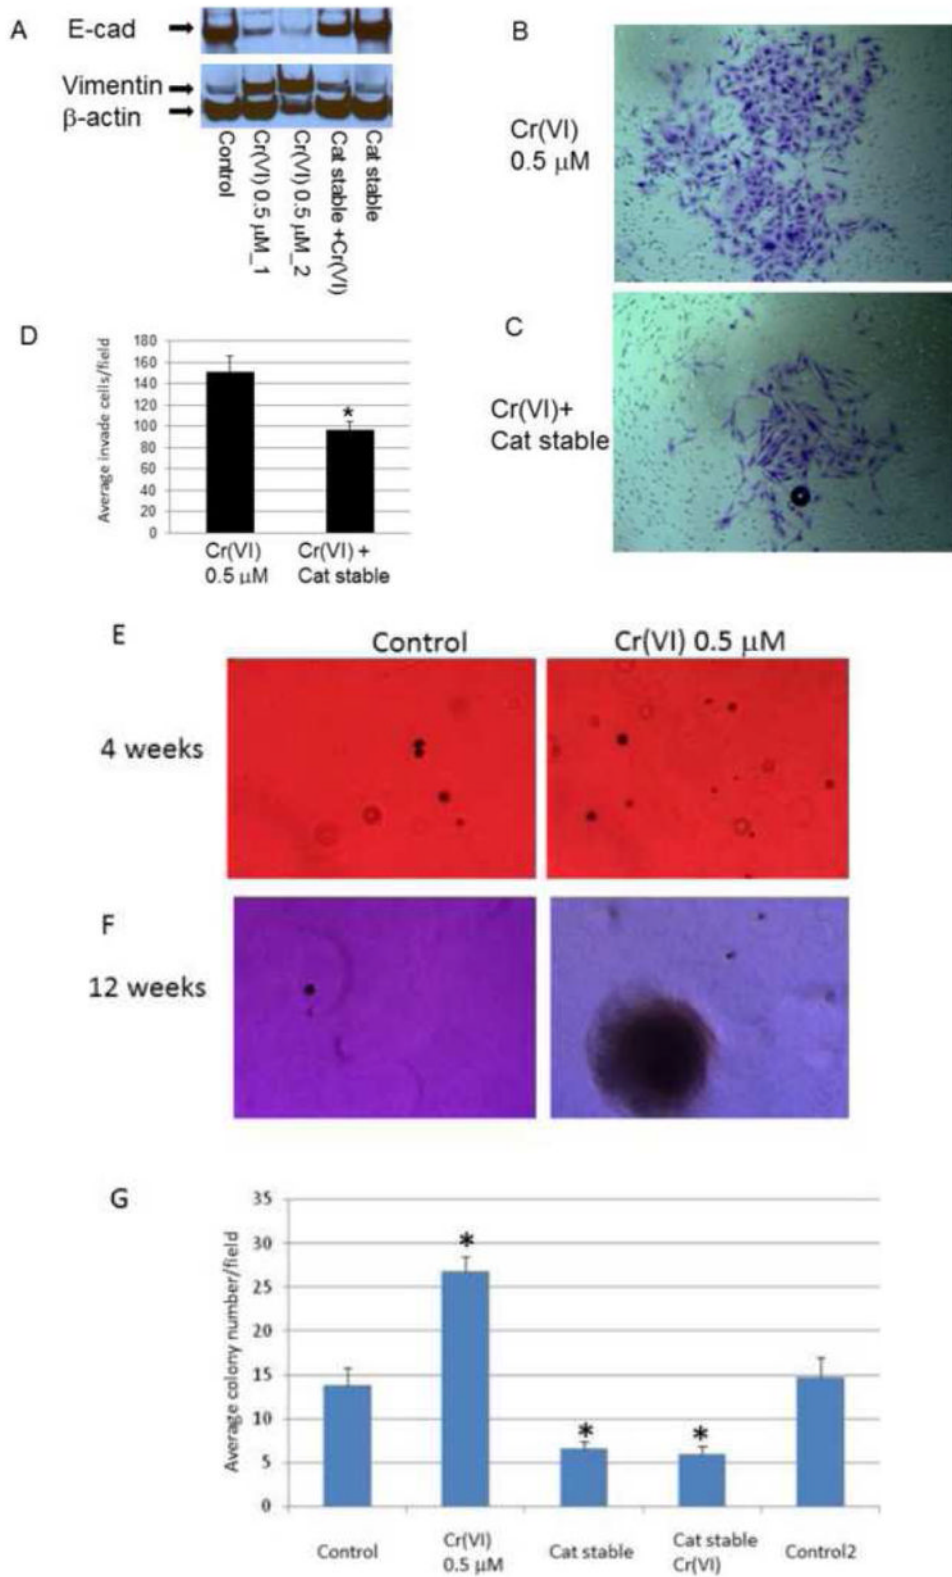 A
E-cad
Vimentin
β-actin
Control
Cr(VI) 0.5 μM_1
Cr(VI) 0.5 μM_2
Cat stable +Cr(VI)
Cat stable
B
Cr(VI)
0.5 μM
C
Cr(VI)+
Cat stable
D
Average invade cells/field
180
160
140
120
100
80
60
40
20
0
*
Cr(VI)
0.5 μM
Cr(VI) +
Cat stable
E
Control
Cr(VI) 0.5 μM
4 weeks
F
12 weeks
G
Average colony number/field
35
30
25
20
15
10
5
0
*
*
*
Control
Cr(VI)
0.5 μM
Cat stable
Cat stable
Cr(VI)
Control2